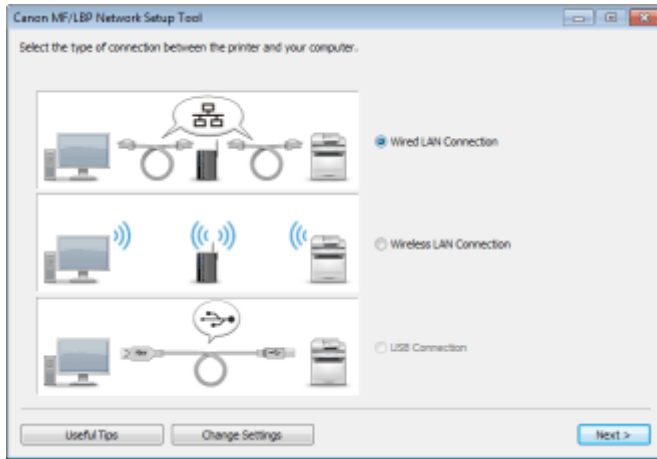 Canon MF/LBP Network Setup Tool
Select the type of connection between the printer and your computer.
Wired LAN Connection
Wireless LAN Connection
USB Connection
Useful Tips
Change Settings
Next >